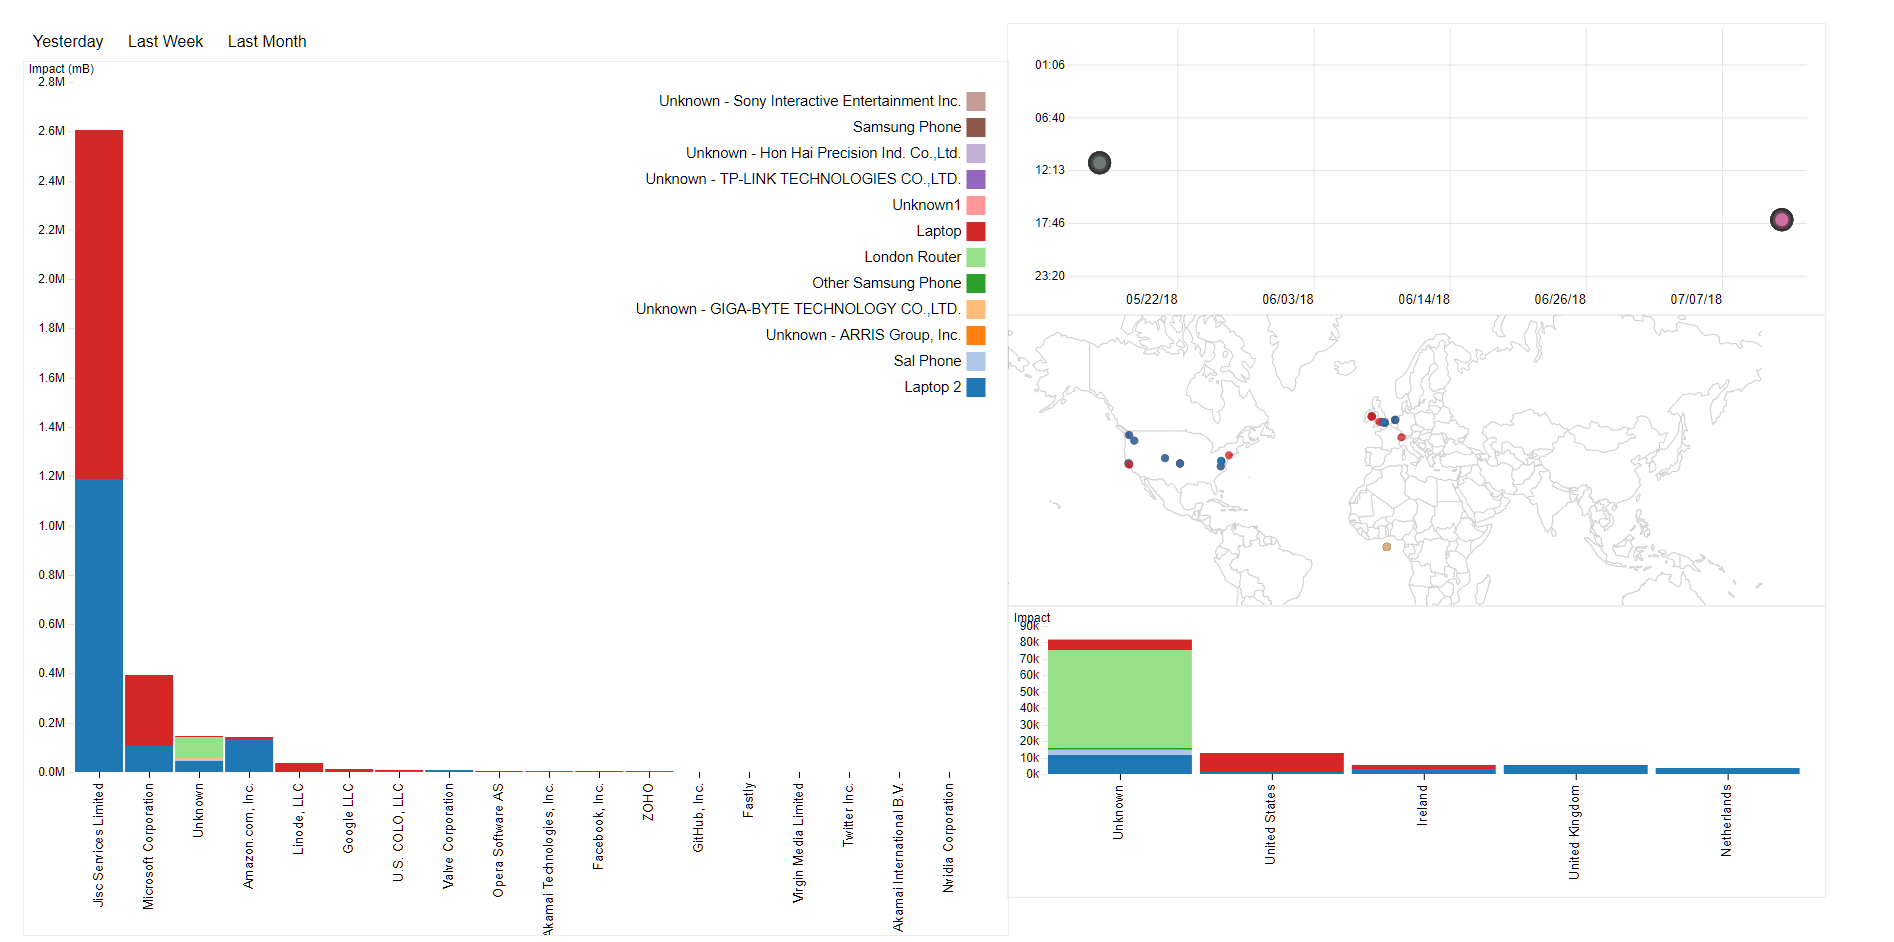 Yesterday Last Week Last Month
Impact (mB)
2.8M
2.6M
2.4M
2.2M
2.0M
1.8M
1.6M
1.4M
1.2M
1.0M
0.8M
0.6M
0.4M
0.2M
0.0M
Unknown - Sony Interactive Entertainment Inc.
Samsung Phone
Unknown - Hon Hai Precision Ind. Co.,Ltd.
Unknown - TP-LINK TECHNOLOGIES CO.,LTD.
Unknown1
Laptop
London Router
Other Samsung Phone
Unknown - GIGA-BYTE TECHNOLOGY CO.,LTD.
Unknown - ARRIS Group, Inc.
Sal Phone
Laptop 2
Jisc Services Limited
Microsoft Corporation
Unknown
Amazon.com, Inc.
Linode, LLC
Google LLC
U.S. COLO, LLC
Valve Corporation
Opera Software AS
Akamai Technologies, Inc.
Facebook, Inc.
ZOHO
GitHub, Inc.
Fastly
Virgin Media Limited
Twitter Inc.
Akamai International B.V.
Nvidia Corporation
01:06
06:40
12:13
17:46
23:20
05/22/18 06/03/18 06/14/18 06/26/18 07/07/18
Impact
90k
80k
70k
60k
50k
40k
30k
20k
10k
0k
Unknown
United States
Ireland
United Kingdom
Netherlands